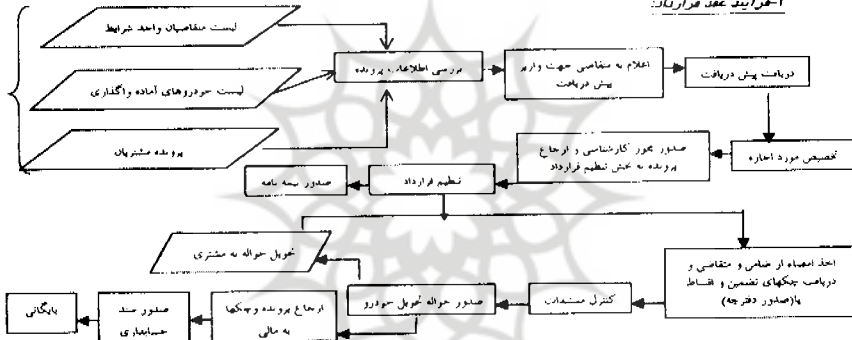 ۲-فرآیند عقد قرارداد:
لیست متقاضیان واجد شرایط
لیست خودروهای آماده واگذاری
پرونده مشتریان
بررسی اطلاعات پرونده
اعلام به متقاضی جهت واریز
پیش دریافت
دریافت پیش دریافت
تخصیص مورد اجاره
صدور مجوز کارشناسی و ارجاع
پرونده به بخش تنظیم قرارداد
تنظیم قرارداد
صدور بیمه نامه
اخذ امضاء از ضامن و متقاضی و
دریافت چکهای تضمین و اقساط
یا(صدور دفترچه)
کنترل مستندات
صدور حواله تحویل خودرو
تحویل حواله به مشتری
ارجاع پرونده وچکها
به مالی
صدور سند
حسابداری
بایگانی